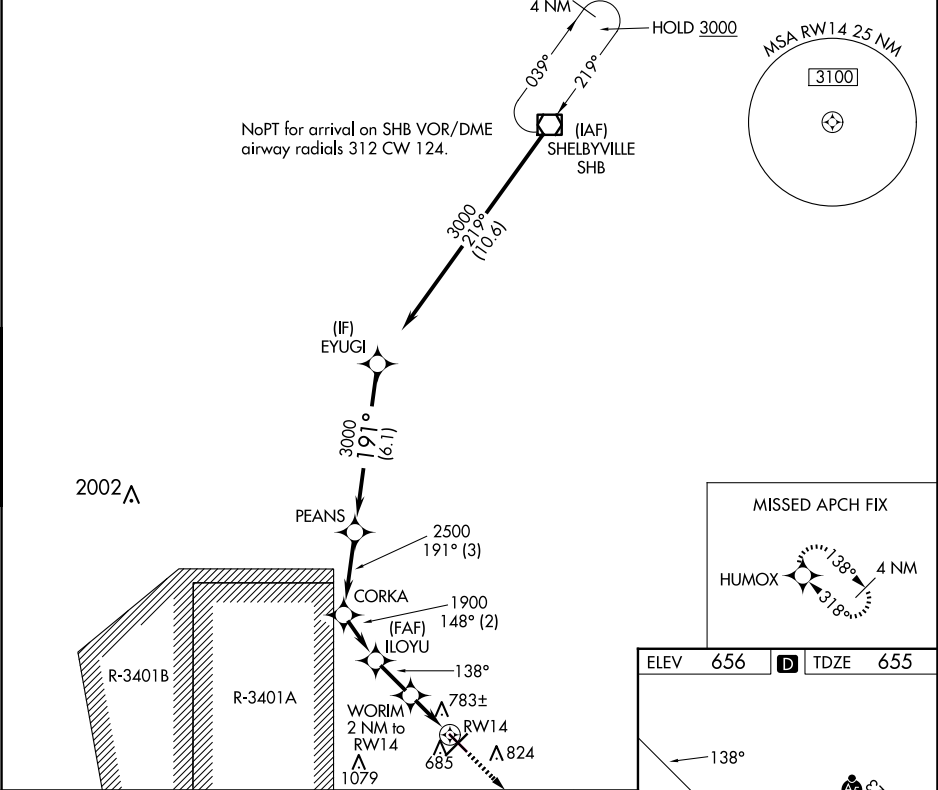 4 NM
HOLD 3000
039°
219°
MSA RW14 25 NM
3100
NoPT for arrival on SHB VOR/DME
airway radials 312 CW 124.
(IAF)
SHELBYVILLE
SHB
3000
219°
(10.6)
(IF)
EYUGI
3000
191°
(6.1)
2002
PEANS
2500
191° (3)
CORKA
1900
148° (2)
(FAF)
ILOYU
138°
R-3401B
R-3401A
WORIM
2 NM to
RW14
783±
RW14
685
824
1079
MISSED APCH FIX
HUMOX
138°
318°
4 NM
ELEV 656
D
TDZE 655
138°